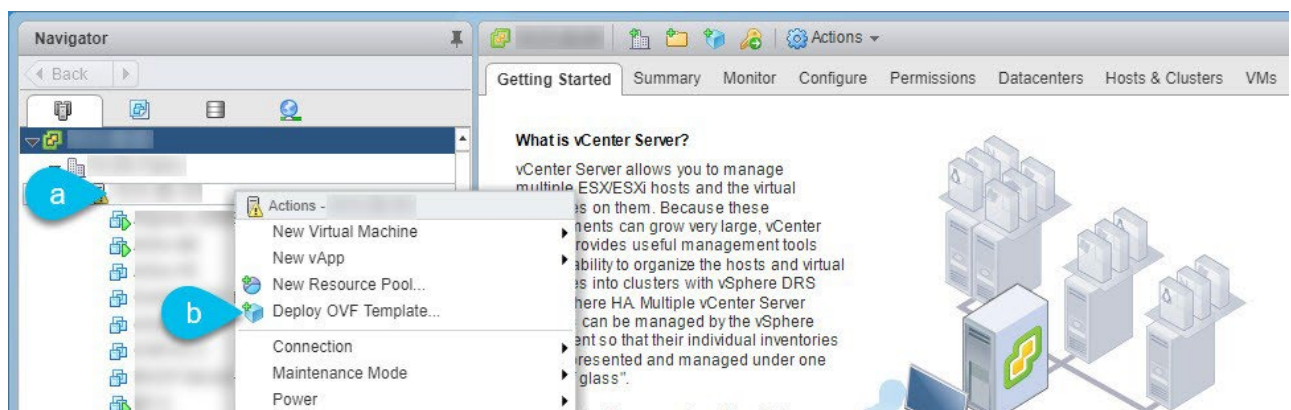 Navigator
Back
Actions
Getting Started Summary Monitor Configure Permissions Datacenters Hosts & Clusters VMs
What is vCenter Server?
vCenter Server allows you to manage
multiple ESX/ESXi hosts and the virtual
es on them. Because these
ents can grow very large, vCenter
rovides useful management tools
ability to organize the hosts and virtual
es into clusters with vSphere DRS
here HA. Multiple vCenter Server
can be managed by the vSphere
ent so that their individual inventories
resented and managed under one
glass".
a
Actions -
New Virtual Machine
New vApp
New Resource Pool...
b
Deploy OVF Template...
Connection
Maintenance Mode
Power